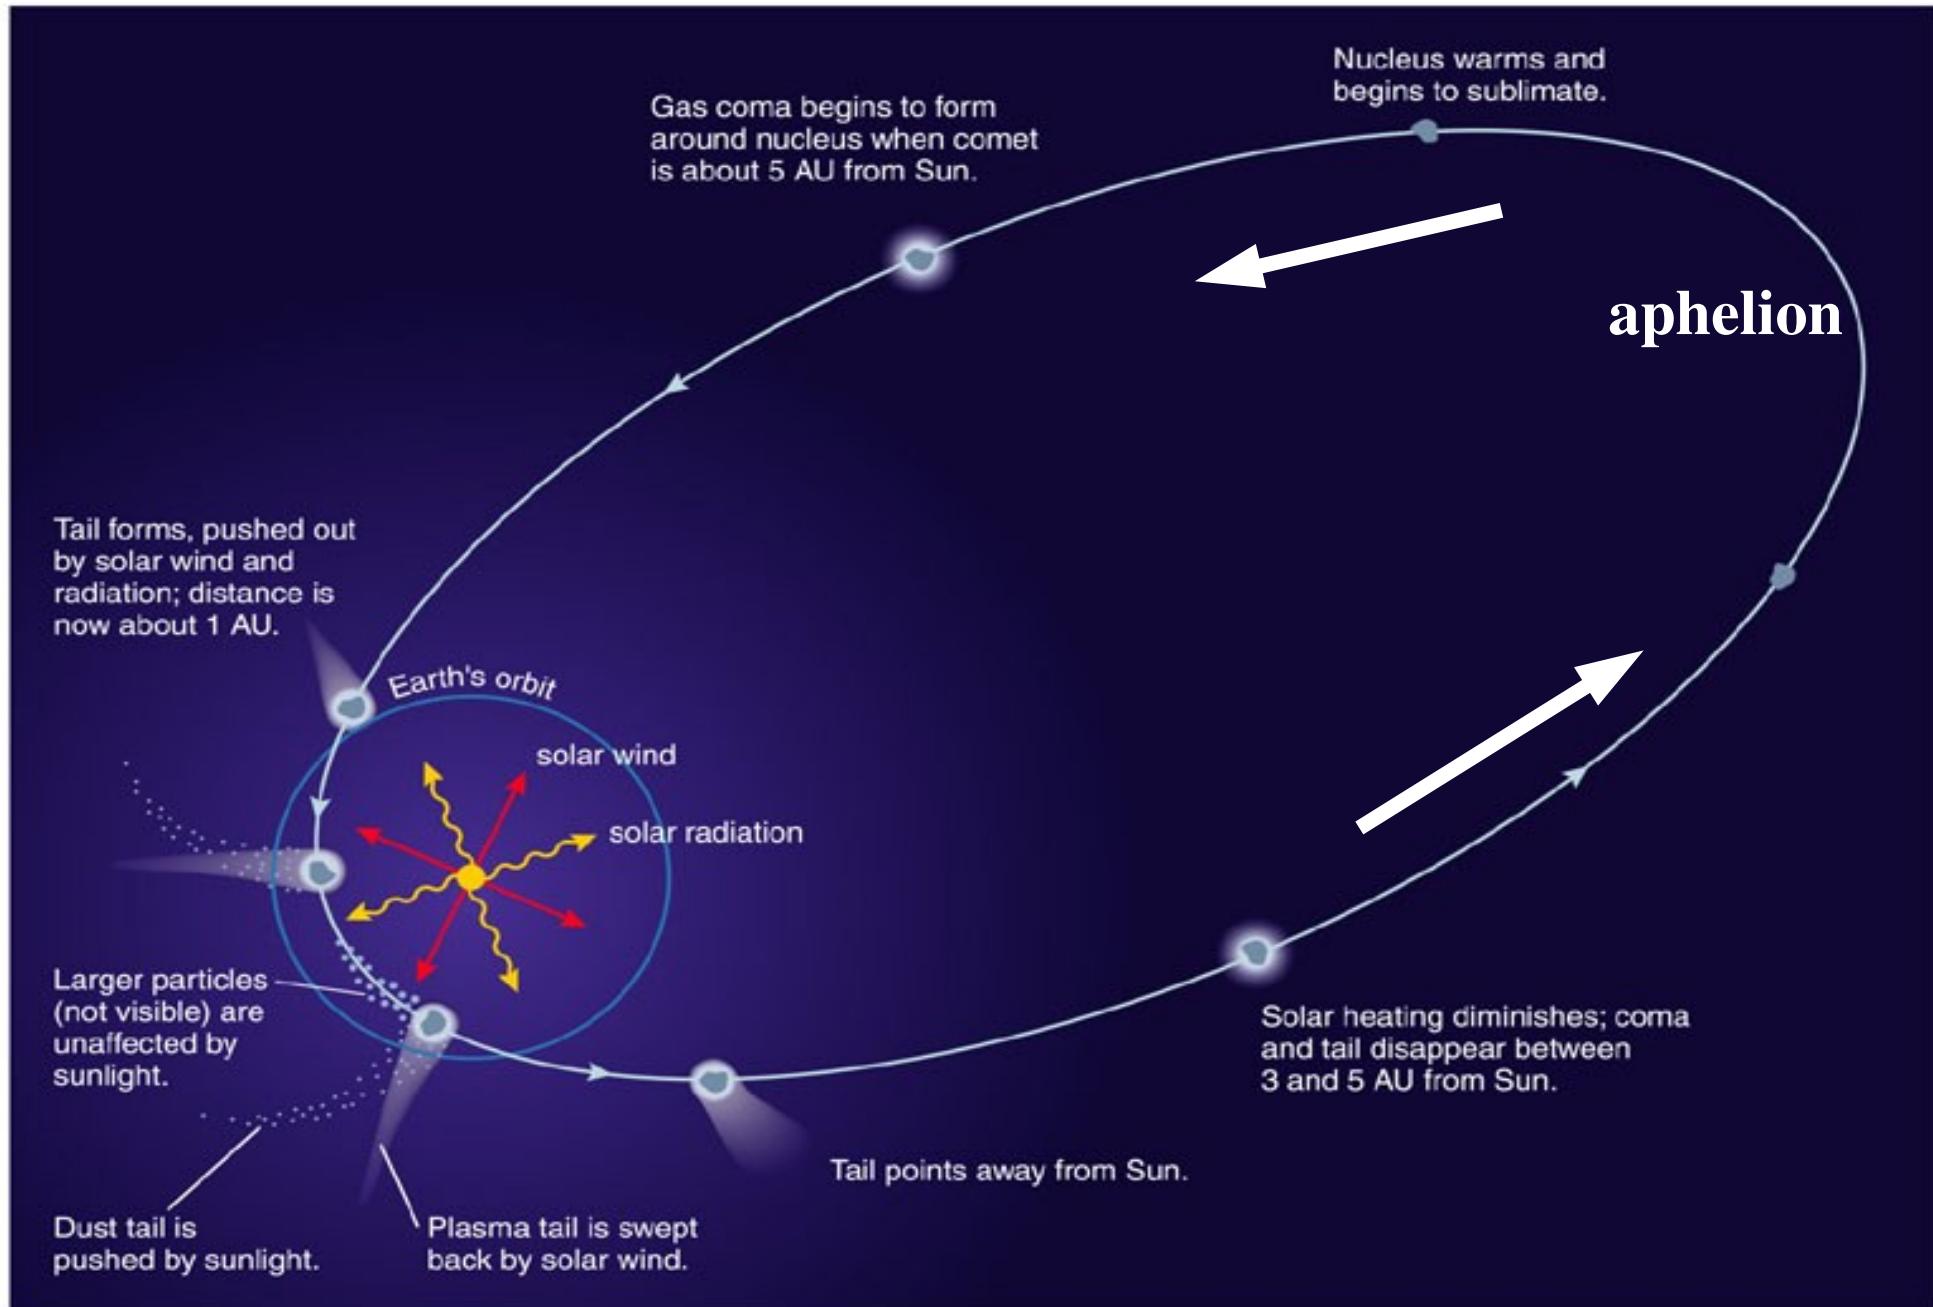 Nucleus warms and
begins to sublimate.
Gas coma begins to form
around nucleus when comet
is about 5 AU from Sun.
aphelion
Tail forms, pushed out
by solar wind and
radiation; distance is
now about 1 AU.
Earth's orbit
solar wind
solar radiation
Larger particles
(not visible) are
unaffected by
sunlight.
Solar heating diminishes; coma
and tail disappear between
3 and 5 AU from Sun.
Tail points away from Sun.
Dust tail is
pushed by sunlight.
Plasma tail is swept
back by solar wind.